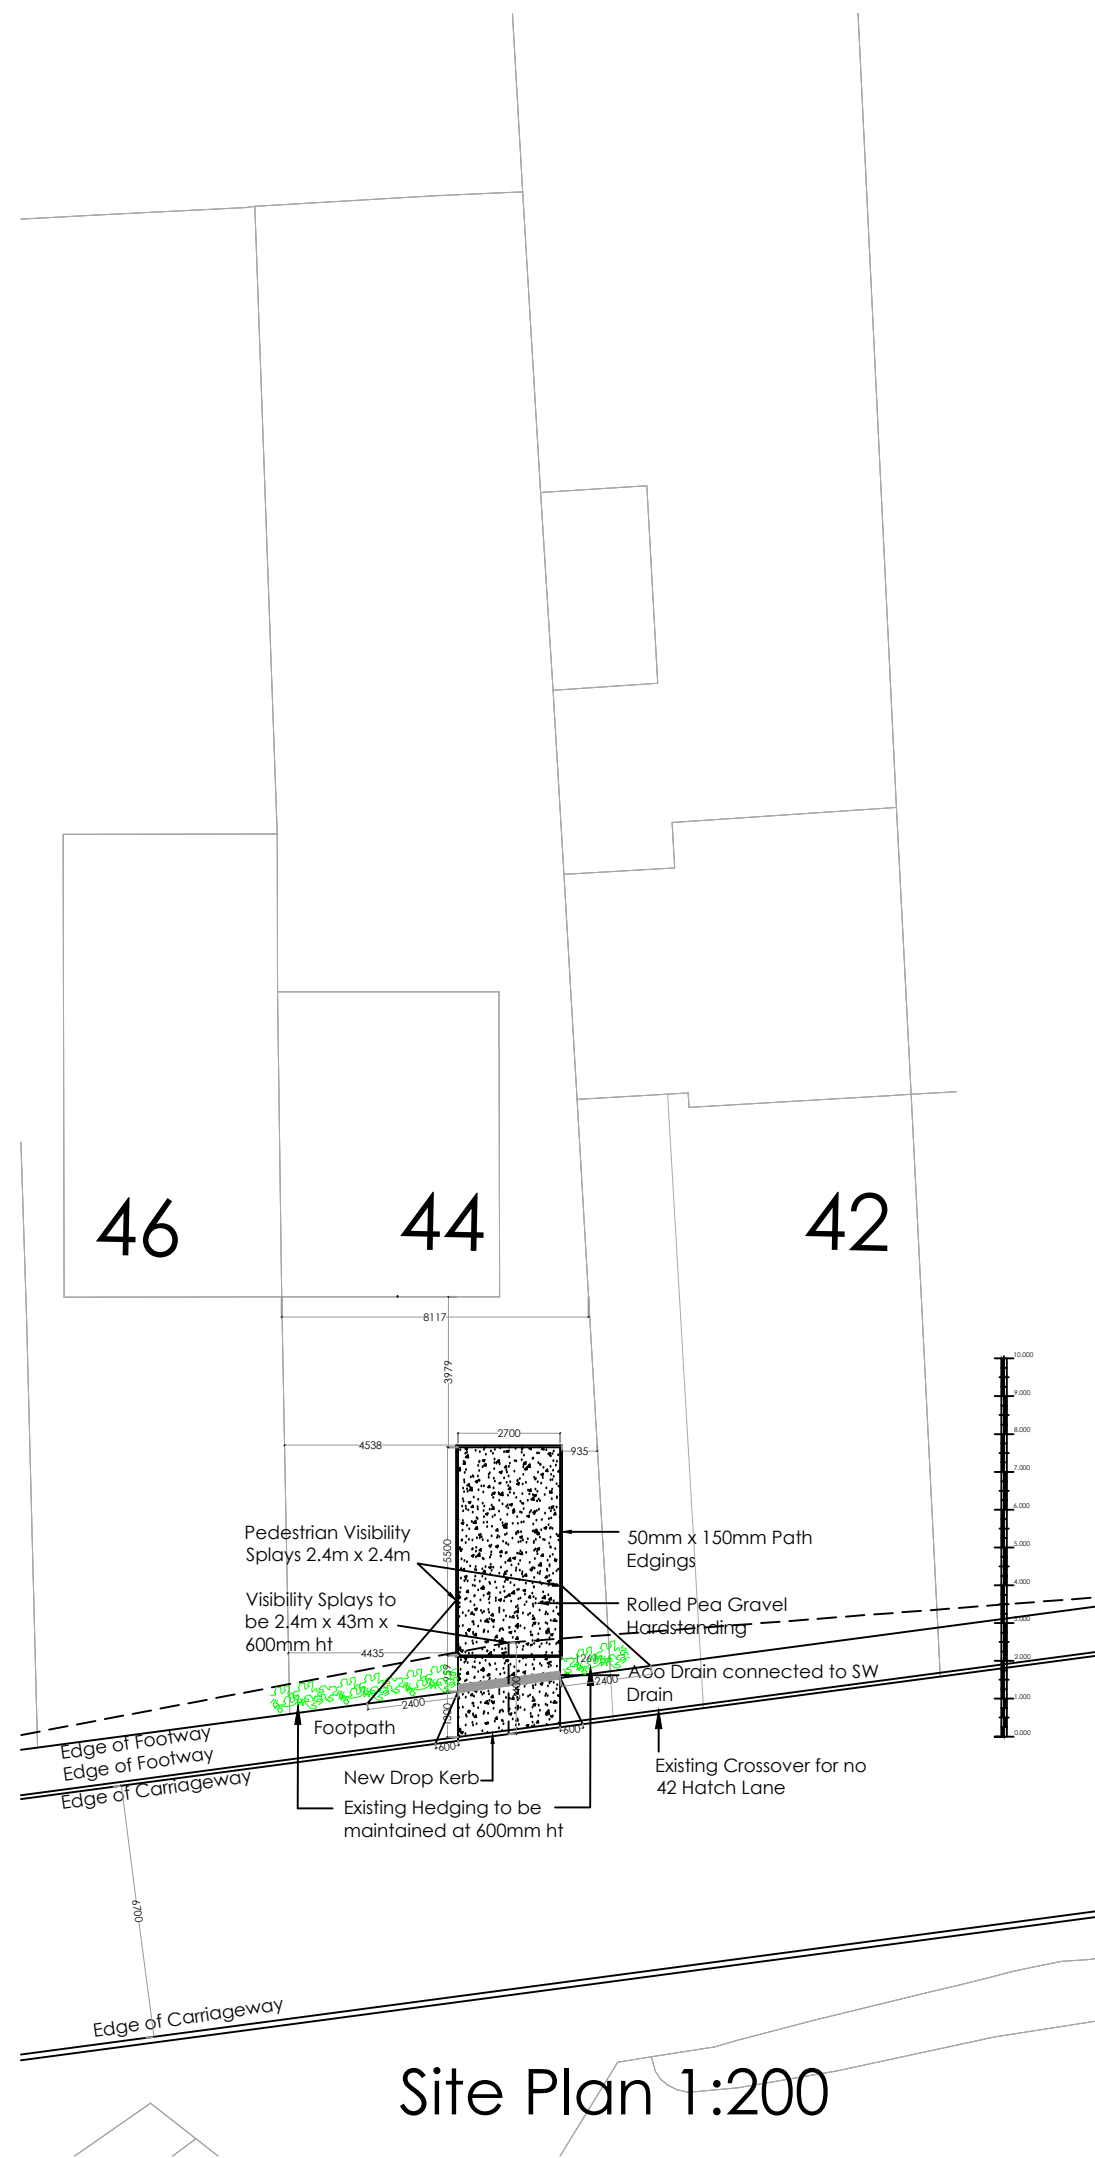 46
44
42
8117
3979
2700
4538
935
5500
10.000
9.000
8.000
7.000
6.000
5.000
4.000
3.000
2.000
1.000
0.000
Pedestrian Visibility
Splays 2.4m x 2.4m
50mm x 150mm Path
Edgings
Visibility Splays to
be 2.4m x 43m x
600mm ht
Rolled Pea Gravel
Hardstanding
4435
Aco Drain connected to SW
Drain
2400
2400
Footpath
600
600
Edge of Footway
Edge of Footway
Edge of Carriageway
New Drop Kerb
Existing Crossover for no
42 Hatch Lane
Existing Hedging to be
maintained at 600mm ht
6700
Edge of Carriageway
Site Plan 1:200